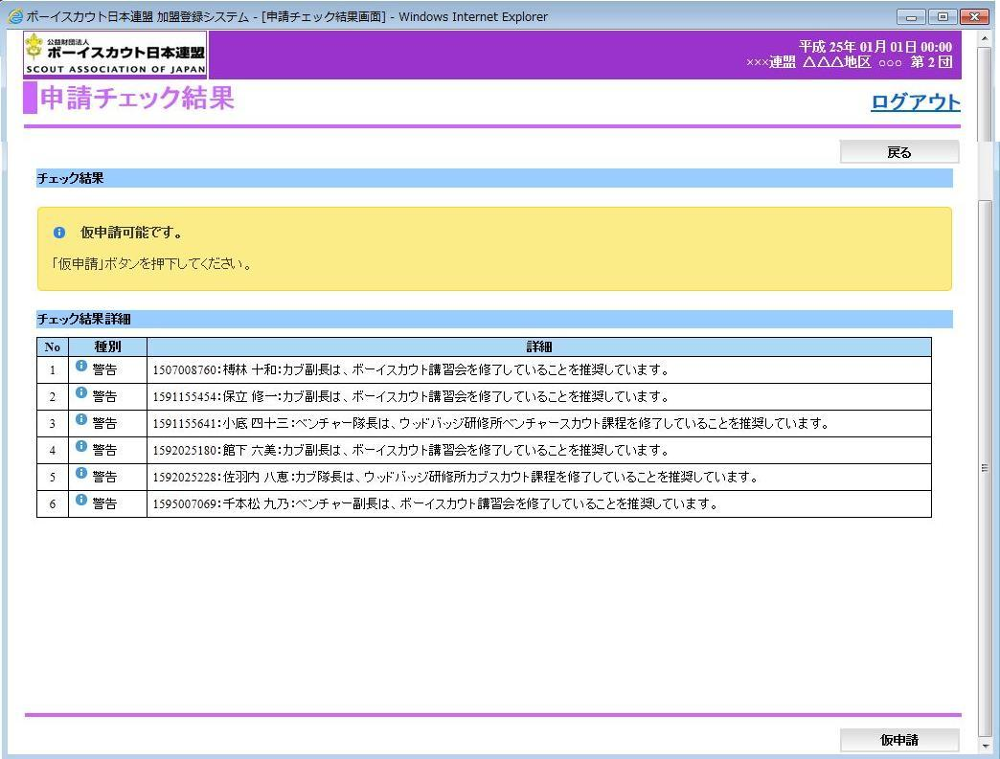 ボーイスカウト日本連盟 加盟登録システム - [申請チェック結果画面] - Windows Internet Explorer
公益財団法人
ボーイスカウト日本連盟
SCOUT ASSOCIATION OF JAPAN
平成 25年 01月 01日 00:00
×××連盟 △△△地区 ○○○ 第 2 団
申請チェック結果
ログアウト
戻る
チェック結果
仮申請可能です。
「仮申請」ボタンを押下してください。
チェック結果詳細
No 種別 詳細
1 警告 1507008760:榑林 十和:カブ副長は、ボーイスカウト講習会を修了していることを推奨しています。
2 警告 1591155454:保立 修一:カブ副長は、ボーイスカウト講習会を修了していることを推奨しています。
3 警告 1591155641:小底 四十三:ベンチャー隊長は、ウッドバッジ研修所ベンチャースカウト課程を修了していることを推奨しています。
4 警告 1592025180:館下 六美:カブ副長は、ボーイスカウト講習会を修了していることを推奨しています。
5 警告 1592025228:佐羽内 八恵:カブ隊長は、ウッドバッジ研修所カブスカウト課程を修了していることを推奨しています。
6 警告 1595007069:千本松 九乃:ベンチャー副長は、ボーイスカウト講習会を修了していることを推奨しています。
仮申請